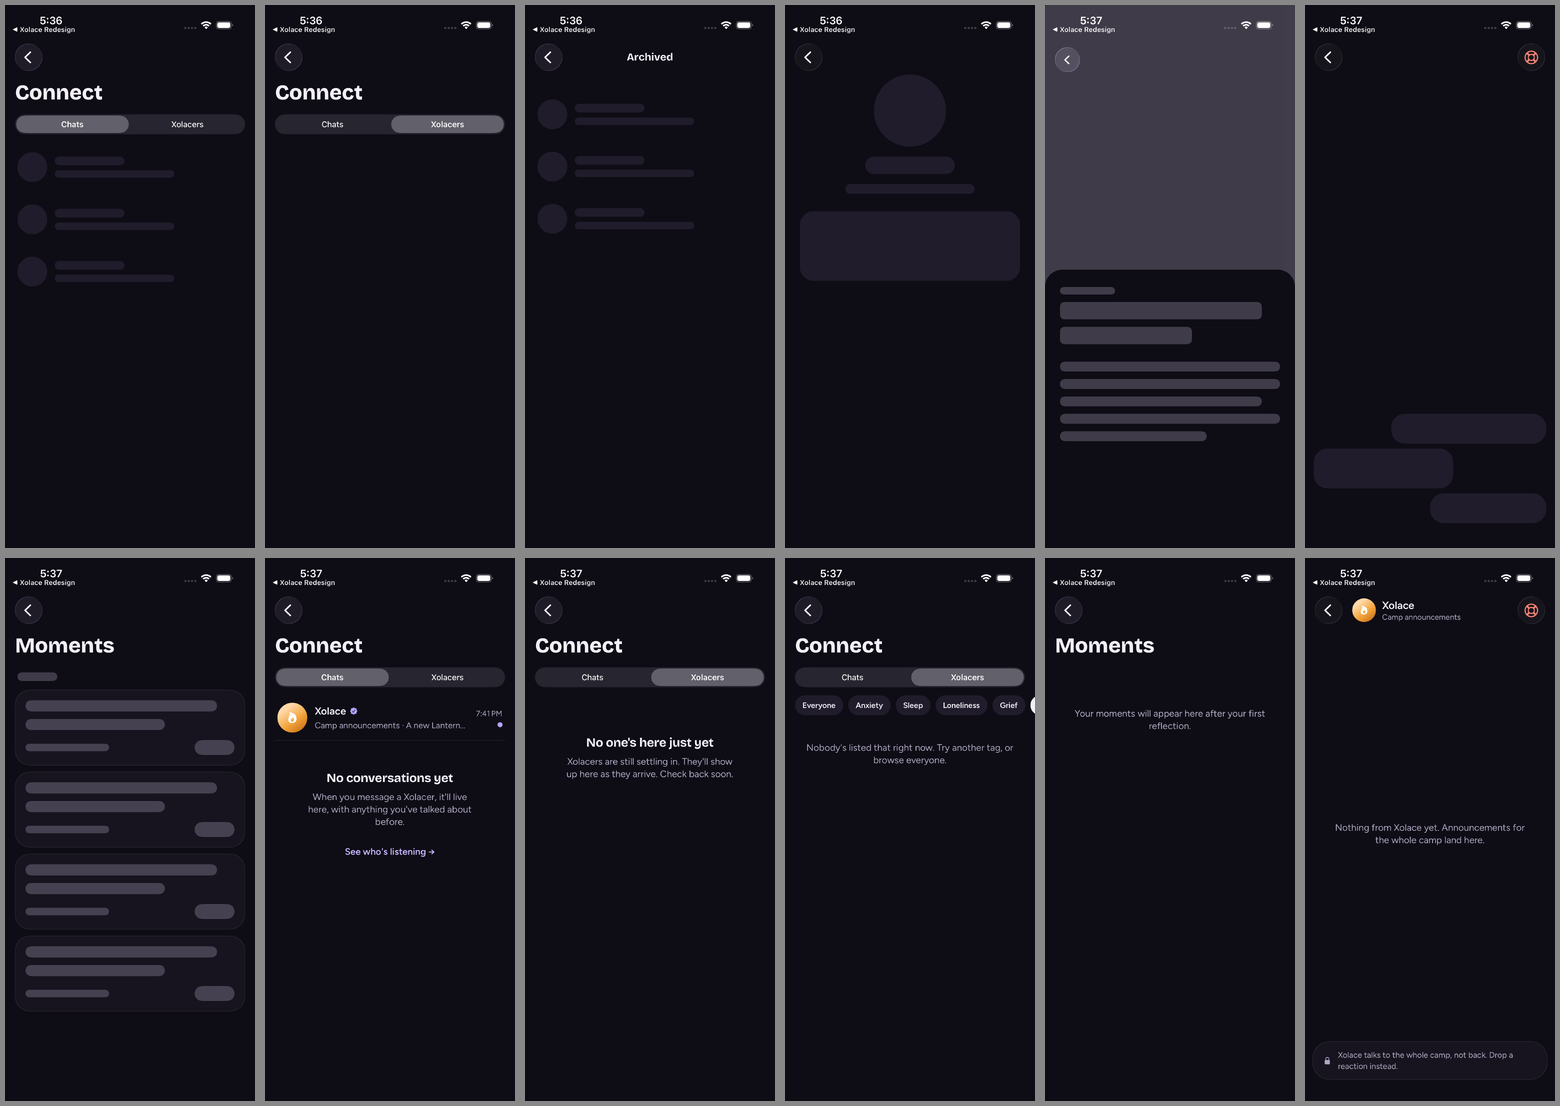 5:36
◀ Xolace Redesign
Connect
Chats
Xolacers
5:36
◀ Xolace Redesign
Connect
Chats
Xolacers
5:36
◀ Xolace Redesign
Archived
5:36
◀ Xolace Redesign
5:37
◀ Xolace Redesign
5:37
◀ Xolace Redesign
5:37
◀ Xolace Redesign
Moments
5:37
◀ Xolace Redesign
Connect
Chats
Xolacers
Xolace
7:41 PM
Camp announcements · A new Lantern...
No conversations yet
When you message a Xolacer, it'll live
here, with anything you've talked about
before.
See who's listening →
5:37
◀ Xolace Redesign
Connect
Chats
Xolacers
No one's here just yet
Xolacers are still settling in. They'll show
up here as they arrive. Check back soon.
5:37
◀ Xolace Redesign
Connect
Chats
Xolacers
Everyone
Anxiety
Sleep
Loneliness
Grief
Nobody's listed that right now. Try another tag, or
browse everyone.
5:37
◀ Xolace Redesign
Moments
Your moments will appear here after your first
reflection.
5:37
◀ Xolace Redesign
Xolace
Camp announcements
Nothing from Xolace yet. Announcements for
the whole camp land here.
Xolace talks to the whole camp, not back. Drop a
reaction instead.